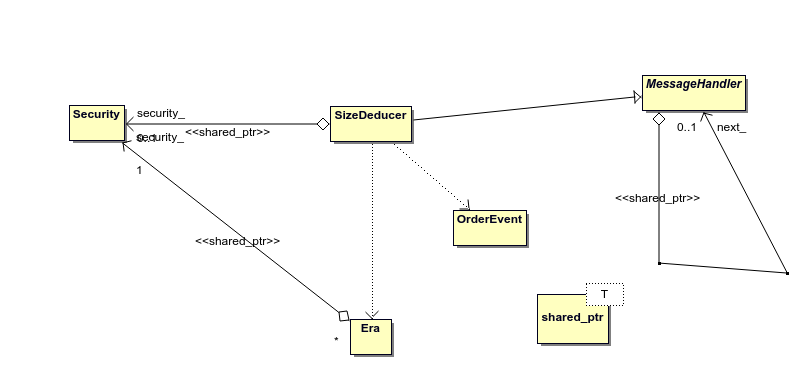 MessageHandler
Security
security_
SizeDeducer
0..1
next_
<<shared_ptr>>
security_
0..1
1
<<shared_ptr>>
OrderEvent
<<shared_ptr>>
T
shared_ptr
Era
*